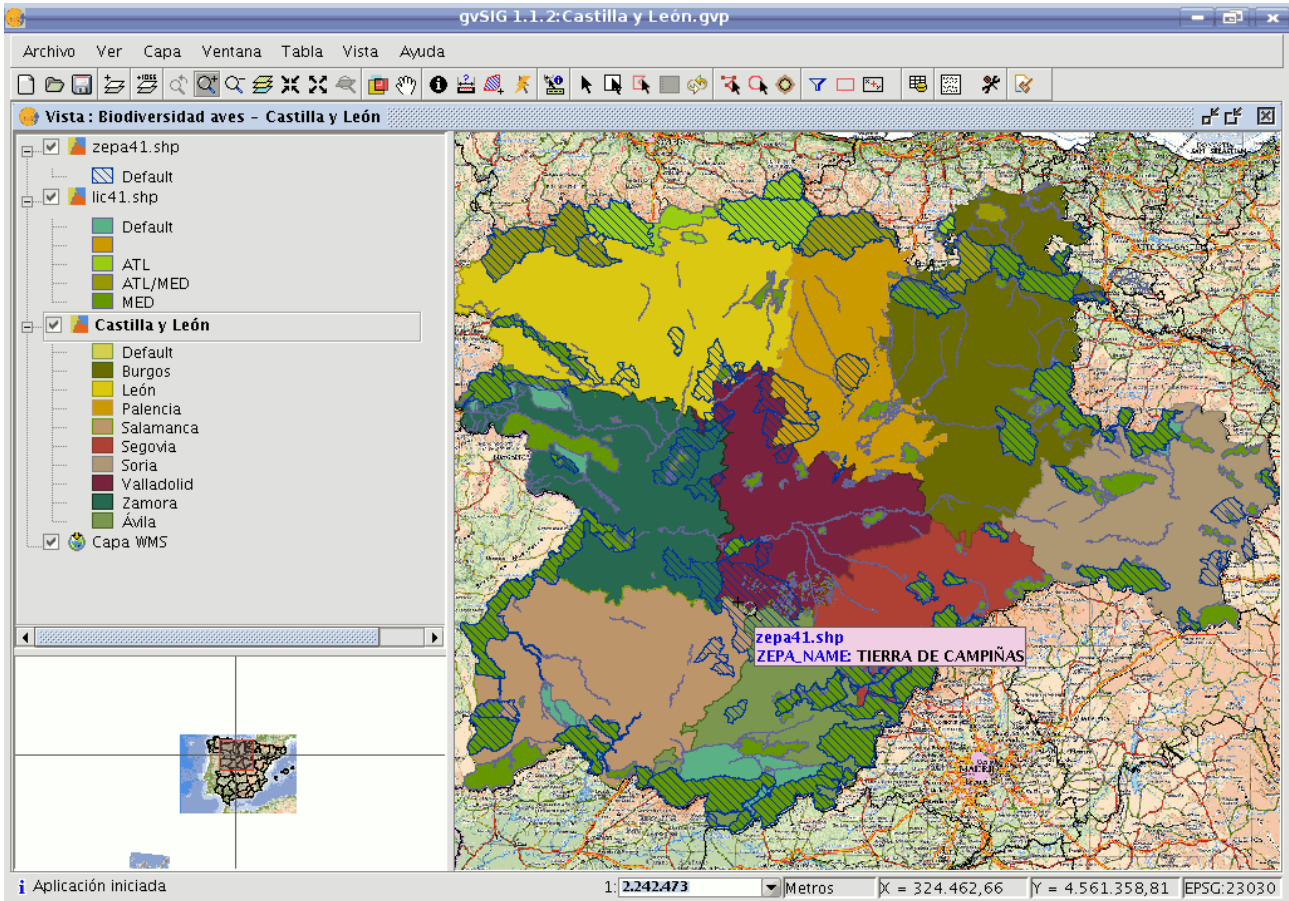 gvSIG 1.1.2:Castilla y León.gvp
Archivo Ver Capa Ventana Tabla Vista Ayuda
Vista : Biodiversidad aves – Castilla y León
zepa41.shp
Default
lic41.shp
Default
ATL
ATL/MED
MED
Castilla y León
Default
Burgos
León
Palencia
Salamanca
Segovia
Soria
Valladolid
Zamora
Ávila
Capa WMS
zepa41.shp
ZEPA_NAME: TIERRA DE CAMPIÑAS
Aplicación iniciada
1: 2.242.473
Metros
X = 324.462,66
Y = 4.561.358,81
EPSG:23030